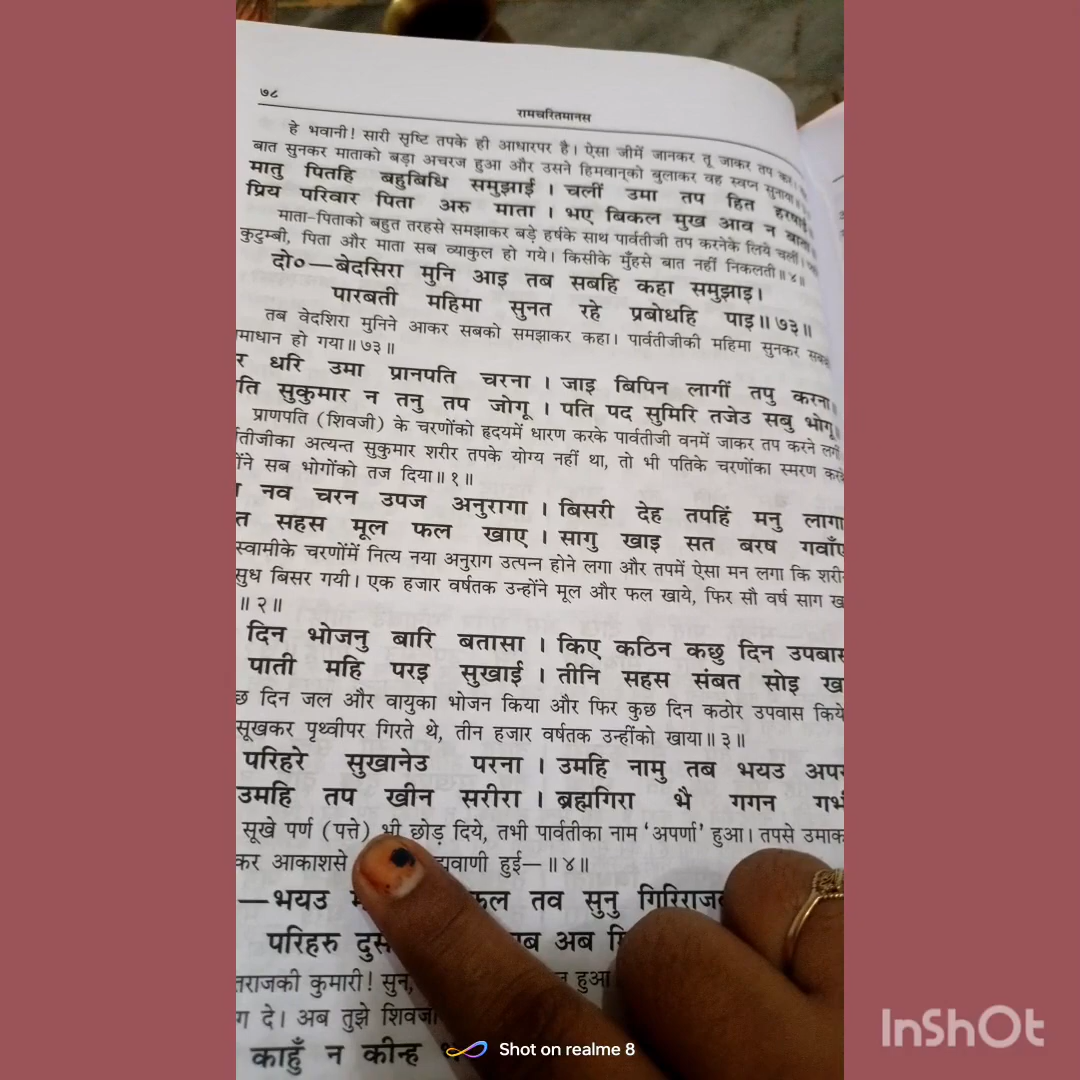 ७८
रामचरितमानस
हे भवानी! सारी सृष्टि तपके ही आधारपर है। ऐसा जीमें जानकर तू जाकर तप कर।
बात सुनकर माताको बड़ा अचरज हुआ और उसने हिमवान्‌को बुलाकर वह स्वप्न सुनाया॥
मातु पितहि बहुबिधि समुझाई। चलीं उमा तप हित हरषाई॥
प्रिय परिवार पिता अरु माता। भए बिकल मुख आव न बाता॥
माता-पिताको बहुत तरहसे समझाकर बड़े हर्षके साथ पार्वतीजी तप करनेके लिये चलीं।
कुटुम्बी, पिता और माता सब व्याकुल हो गये। किसीके मुँहसे बात नहीं निकलती॥४॥
दो०—बेदसिरा मुनि आइ तब सबहि कहा समुझाइ।
पारबती महिमा सुनत रहे प्रबोधहि पाइ॥७३॥
तब वेदशिरा मुनिने आकर सबको समझाकर कहा। पार्वतीजीकी महिमा सुनकर सबको
माधान हो गया॥७३॥
र धरि उमा प्रानपति चरना। जाइ बिपिन लागीं तपु करना॥
ति सुकुमार न तनु तप जोगू। पति पद सुमिरि तजेउ सबु भोगू॥
प्राणपति (शिवजी) के चरणोंको हृदयमें धारण करके पार्वतीजी वनमें जाकर तप करने लगीं
तीजीका अत्यन्त सुकुमार शरीर तपके योग्य नहीं था, तो भी पतिके चरणोंका स्मरण करके
ोंने सब भोगोंको तज दिया॥१॥
नव चरन उपज अनुरागा। बिसरी देह तपहिं मनु लागा
त सहस मूल फल खाए। सागु खाइ सत बरष गवाँए
स्वामीके चरणोंमें नित्य नया अनुराग उत्पन्न होने लगा और तपमें ऐसा मन लगा कि शरी
सुध बिसर गयी। एक हजार वर्षतक उन्होंने मूल और फल खाये, फिर सौ वर्ष साग ख
॥२॥
दिन भोजनु बारि बतासा। किए कठिन कछु दिन उपबास
पाती महि परइ सुखाई। तीनि सहस संबत सोइ ख
छ दिन जल और वायुका भोजन किया और फिर कुछ दिन कठोर उपवास किये
सूखकर पृथ्वीपर गिरते थे, तीन हजार वर्षतक उन्हींको खाया॥३॥
परिहरे सुखानेउ परना। उमहि नामु तब भयउ अपर
उमहि तप खीन सरीरा। ब्रह्मगिरा भै गगन गभ
सूखे पर्ण (पत्ते) भी छोड़ दिये, तभी पार्वतीका नाम ‘अपर्णा’ हुआ। तपसे उमाक
कर आकाशसे ह्मवाणी हुई—॥४॥
—भयउ तव सुनु गिरिराज
परिहरु दुस अब
तराजकी कुमारी! सुन, हुआ
ग दे। अब तुझे शिवजी
काहुँ न कीन्ह
Shot on realme 8
InShOt